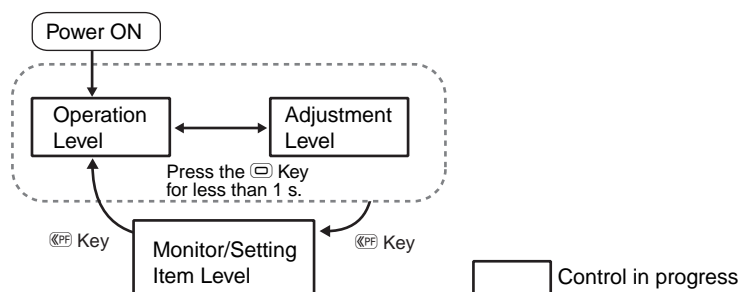 Power ON
Operation
Level
Adjustment
Level
Press the Key
for less than 1 s.
PF Key
PF Key
Monitor/Setting
Item Level
Control in progress